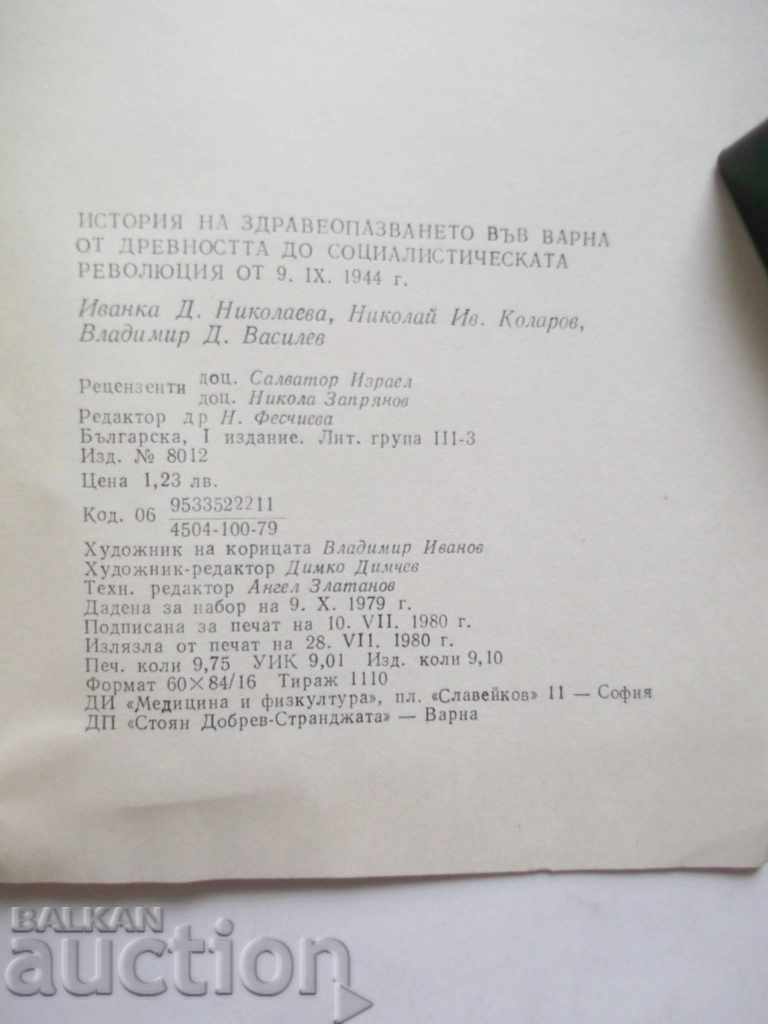 ИСТОРИЯ НА ЗДРАВЕОПАЗВАНЕТО ВЪВ ВАРНА
ОТ ДРЕВНОСТТА ДО СОЦИАЛИСТИЧЕСКАТА
РЕВОЛЮЦИЯ ОТ 9. IX. 1944 г.
Иванка Д. Николаева, Николай Ив. Коларов,
Владимир Д. Василев
Рецензенти доц. Салватор Израел
доц. Никола Запрянов
Редактор др Н. Фесчиева
Българска, I издание. Лит. група III-3
Изд. № 8012
Цена 1,23 лв.
Код. 06 9533522211
4504-100-79
Художник на корицата Владимир Иванов
Художник-редактор Димко Димчев
Техн. редактор Ангел Златанов
Дадена за набор на 9. X. 1979 г.
Подписана за печат на 10. VII. 1980 г.
Излязла от печат на 28. VII. 1980 г.
Печ. коли 9,75 УИК 9,01 Изд. коли 9,10
Формат 60×84/16 Тираж 1110
ДИ «Медицина и физкултура», пл. «Славейков» 11 — София
ДП «Стоян Добрев-Странджата» — Варна
BALKAN
auction